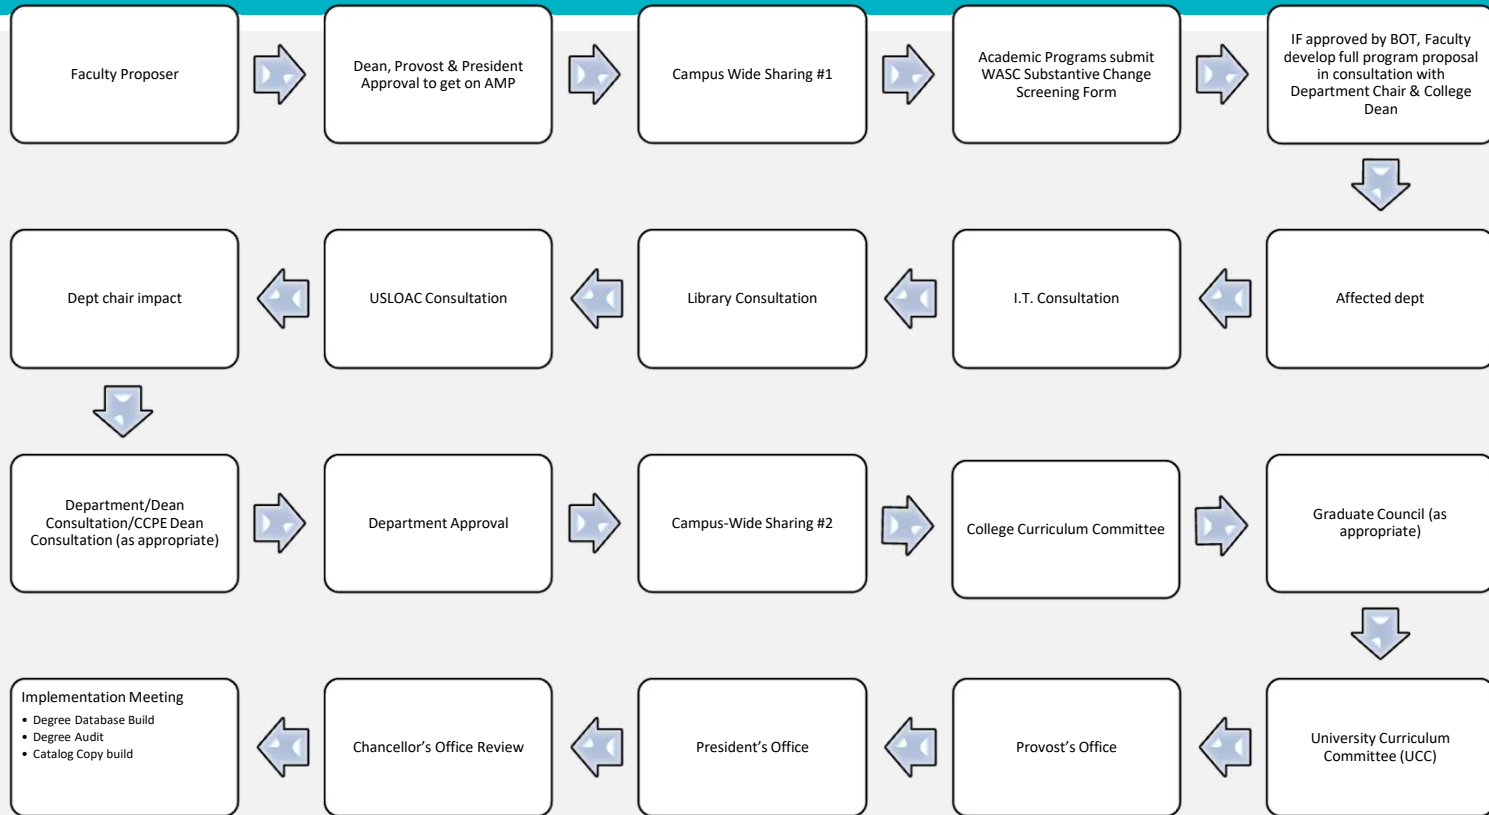 Faculty Proposer
Dean, Provost & President
Approval to get on AMP
Campus Wide Sharing #1
Academic Programs submit
WASC Substantive Change
Screening Form
IF approved by BOT, Faculty
develop full program proposal
in consultation with
Department Chair & College
Dean
Affected dept
I.T. Consultation
Library Consultation
USLOAC Consultation
Dept chair impact
Department/Dean
Consultation/CCPE Dean
Consultation (as appropriate)
Department Approval
Campus-Wide Sharing #2
College Curriculum Committee
Graduate Council (as
appropriate)
University Curriculum
Committee (UCC)
Provost’s Office
President’s Office
Chancellor’s Office Review
Implementation Meeting
• Degree Database Build
• Degree Audit
• Catalog Copy build